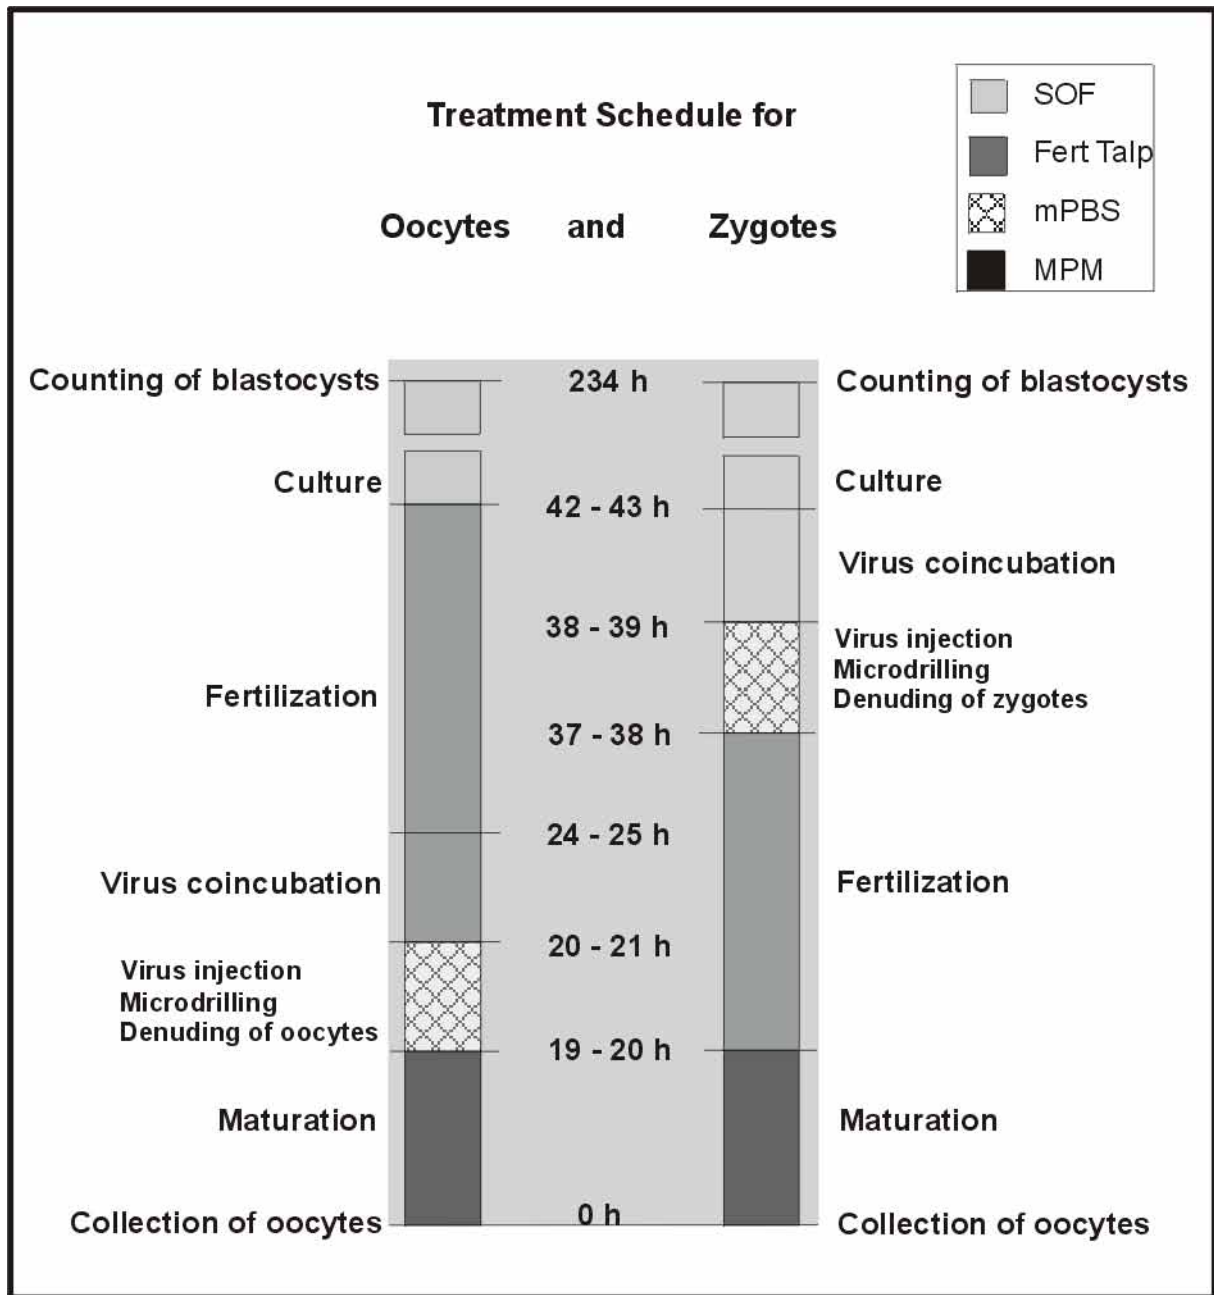 Treatment Schedule for
Oocytes and Zygotes
SOF
Fert Talp
mPBS
MPM
Counting of blastocysts 234 h Counting of blastocysts
Culture Culture
42 - 43 h
Virus coincubation
38 - 39 h
Virus injection
Microdrilling
Denuding of zygotes
Fertilization
37 - 38 h
24 - 25 h
Virus coincubation Fertilization
20 - 21 h
Virus injection
Microdrilling
Denuding of oocytes
19 - 20 h
Maturation Maturation
Collection of oocytes 0 h Collection of oocytes